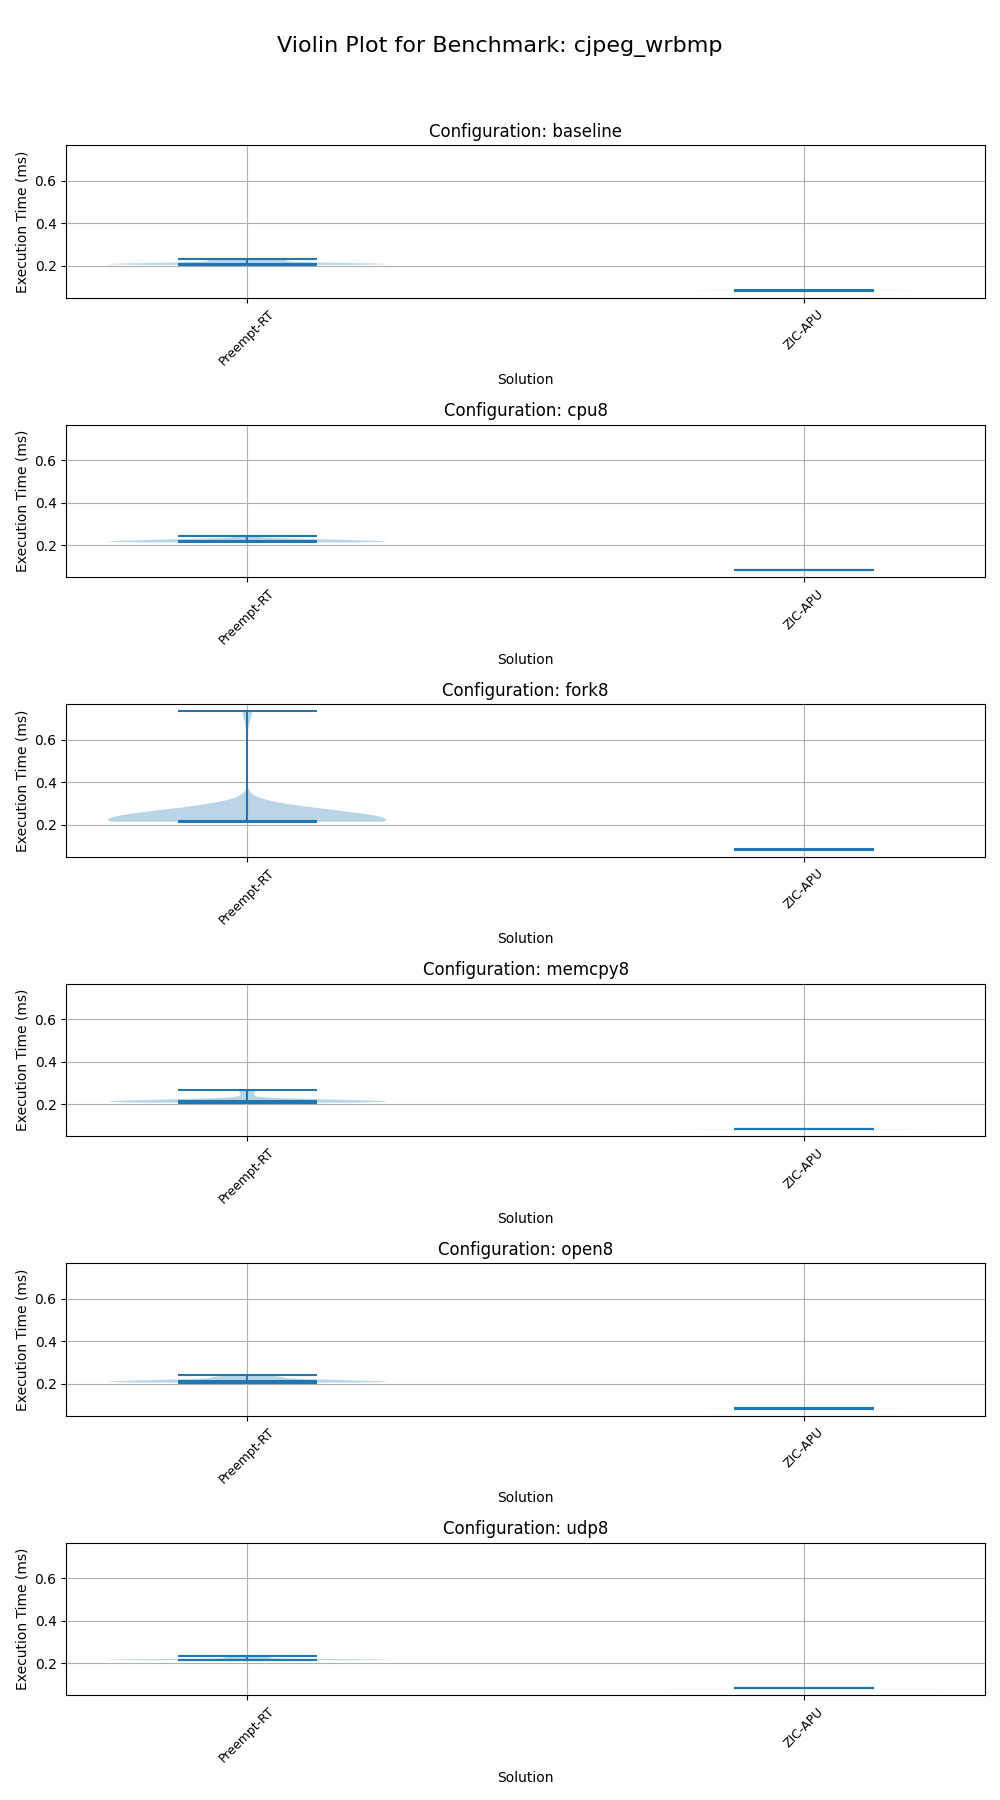 Violin Plot for Benchmark: cjpeg_wrbmp
Configuration: baseline
Execution Time (ms)
0.6
0.4
0.2
Preempt-RT
ZIC-APU
Solution
Configuration: cpu8
Execution Time (ms)
0.6
0.4
0.2
Preempt-RT
ZIC-APU
Solution
Configuration: fork8
Execution Time (ms)
0.6
0.4
0.2
Preempt-RT
ZIC-APU
Solution
Configuration: memcpy8
Execution Time (ms)
0.6
0.4
0.2
Preempt-RT
ZIC-APU
Solution
Configuration: open8
Execution Time (ms)
0.6
0.4
0.2
Preempt-RT
ZIC-APU
Solution
Configuration: udp8
Execution Time (ms)
0.6
0.4
0.2
Preempt-RT
ZIC-APU
Solution